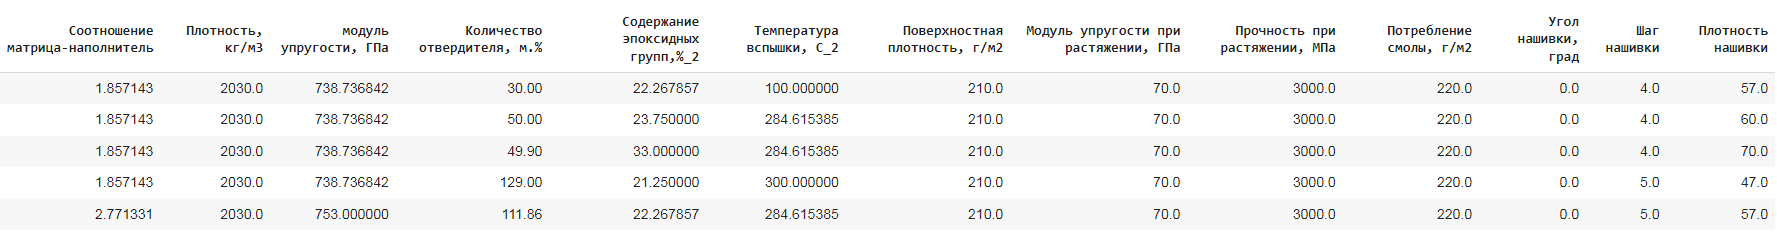 Соотношение матрица-наполнитель Плотность, кг/м3 модуль упругости, ГПа Количество отвердителя, м.% Содержание эпоксидных групп,%_2 Температура вспышки, С_2 Поверхностная плотность, г/м2 Модуль упругости при растяжении, ГПа Прочность при растяжении, МПа Потребление смолы, г/м2 Угол нашивки, град Шаг нашивки Плотность нашивки
1.857143 2030.0 738.736842 30.00 22.267857 100.000000 210.0 70.0 3000.0 220.0 0.0 4.0 57.0
1.857143 2030.0 738.736842 50.00 23.750000 284.615385 210.0 70.0 3000.0 220.0 0.0 4.0 60.0
1.857143 2030.0 738.736842 49.90 33.000000 284.615385 210.0 70.0 3000.0 220.0 0.0 4.0 70.0
1.857143 2030.0 738.736842 129.00 21.250000 300.000000 210.0 70.0 3000.0 220.0 0.0 5.0 47.0
2.771331 2030.0 753.000000 111.86 22.267857 284.615385 210.0 70.0 3000.0 220.0 0.0 5.0 57.0